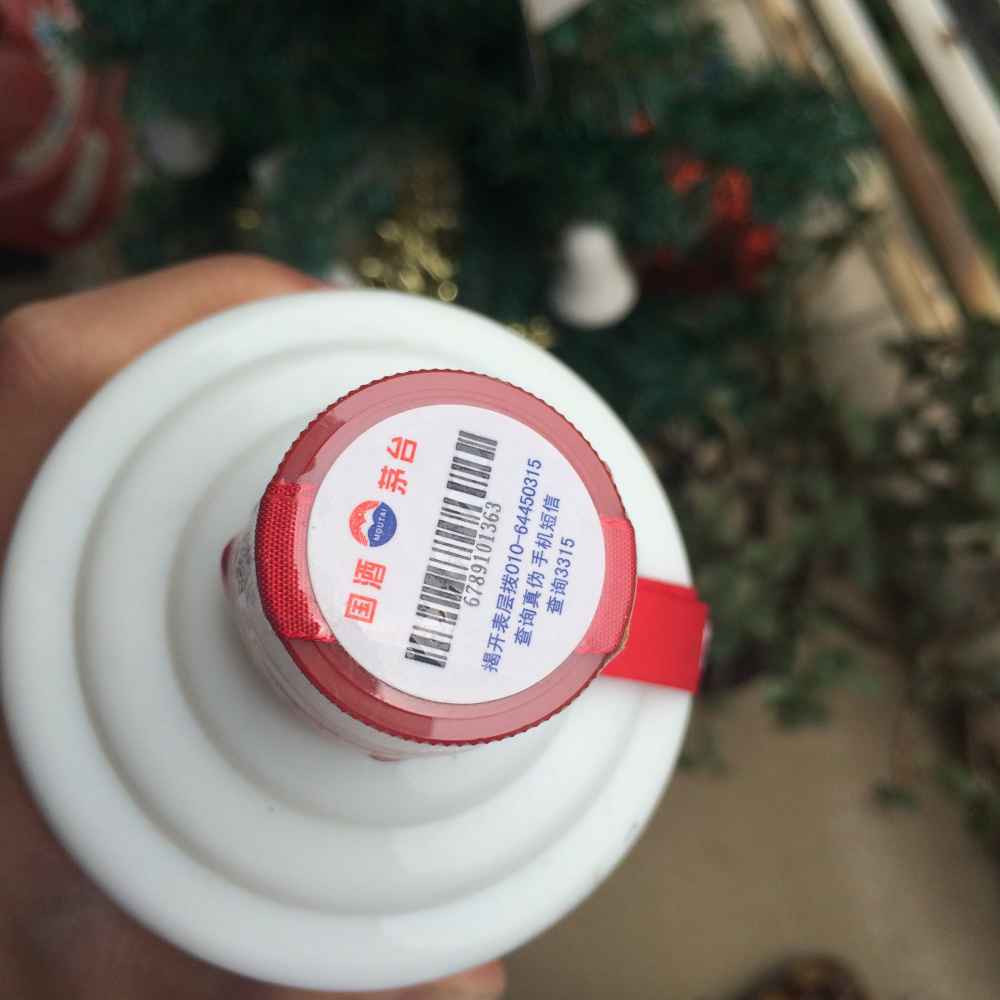 国酒
MOUTAI
茅台
6789101363
揭开表层拨010-64450315
查询真伪 手机短信
查询3315